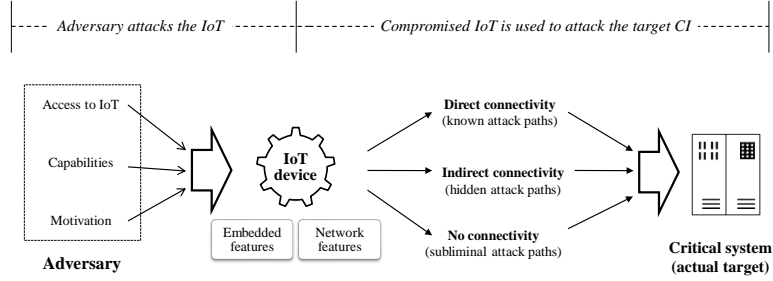 Adversary attacks the IoT
Compromised IoT is used to attack the target CI
Access to IoT
Capabilities
Motivation
Adversary
IoT
device
Embedded
features
Network
features
Direct connectivity
(known attack paths)
Indirect connectivity
(hidden attack paths)
No connectivity
(subliminal attack paths)
Critical system
(actual target)